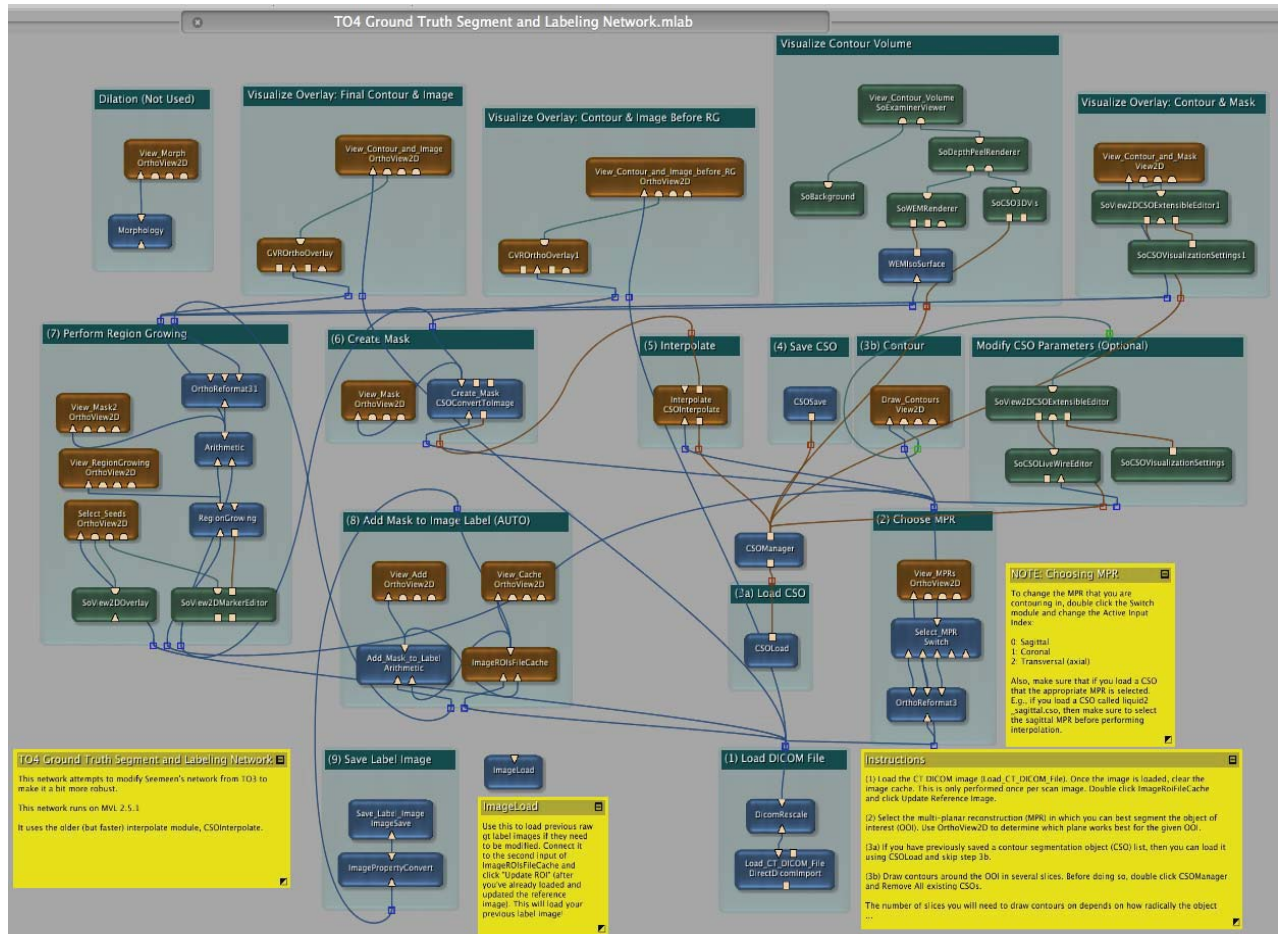 TO4 Ground Truth Segment and Labeling Network.mlab
Visualize Contour Volume
Dilation (Not Used)
Visualize Overlay: Final Contour & Image
Visualize Overlay: Contour & Image Before RG
Visualize Overlay: Contour & Mask
View_Morph
OrthoView2D
Morphology
View_Contour_and_Image
OrthoView2D
GVROrthoOverlay
View_Contour_and_Image_before_RG
OrthoView2D
GVROrthoOverlay1
View_Contour_Volume
SoExaminerViewer
SoDepthPeelRenderer
SoBackground
SoWEMRenderer
SoCSO3DVis
WEMIsoSurface
View_Contour_and_Mask
View2D
SoView2DCSOExtensibleEditor1
SoCSOVisualizationSettings1
(7) Perform Region Growing
OrthoReformat31
View_Mask2
OrthoView2D
Arithmetic
View_RegionGrowing
OrthoView2D
Select_Seeds
OrthoView2D
RegionGrowing
SoView2DOverlay
SoView2DMarkerEditor
(6) Create Mask
View_Mask
OrthoView2D
Create_Mask
CSOConvertToImage
(5) Interpolate
Interpolate
CSOInterpolate
(4) Save CSO
CSOSave
(3b) Contour
Draw_Contours
View2D
Modify CSO Parameters (Optional)
SoView2DCSOExtensibleEditor
SoCSOLiveWireEditor
SoCSOVisualizationSettings
(8) Add Mask to Image Label (AUTO)
View_Add
OrthoView2D
View_Cache
OrthoView2D
Add_Mask_to_Label
Arithmetic
ImageROIsFileCache
CSOManager
(3a) Load CSO
CSOLoad
(2) Choose MPR
View_MPRs
OrthoView2D
Select_MPR
Switch
OrthoReformat3
NOTE: Choosing MPR
To change the MPR that you are
contouring in, double click the Switch
module and change the Active Input
Index:
0: Sagittal
1: Coronal
2: Transversal (axial)
Also, make sure that if you load a CSO
that the appropriate MPR is selected.
E.g., if you load a CSO called liquid2
_sagittal.cso, then make sure to select
the sagittal MPR before performing
interpolation.
TO4 Ground Truth Segment and Labeling Network
This network attempts to modify Seemeen's network from TO3 to
make it a bit more robust.
This network runs on MVL 2.5.1
It uses the older (but faster) interpolate module, CSOInterpolate.
(9) Save Label Image
Save_Label_Image
ImageSave
ImagePropertyConvert
ImageLoad
ImageLoad
Use this to load previous raw
gt label images if they need
to be modified. Connect it
to the second input of
ImageROIsFileCache and
click "Update ROI" (after
you've already loaded and
updated the reference
image). This will load your
previous label image!
(1) Load DICOM File
DicomRescale
Load_CT_DICOM_File
DirectDicomImport
Instructions
(1) Load the CT DICOM image (Load_CT_DICOM_File). Once the image is loaded, clear the
image cache. This is only performed once per scan image. Double click ImageRoiFileCache
and click Update Reference Image.
(2) Select the multi-planar reconstruction (MPR) in which you can best segment the object of
interest (OOI). Use OrthoView2D to determine which plane works best for the given OOI.
(3a) If you have previously saved a contour segmentation object (CSO) list, then you can load it
using CSOLoad and skip step 3b.
(3b) Draw contours around the OOI in several slices. Before doing so, double click CSOManager
and Remove All existing CSOs.
The number of slices you will need to draw contours on depends on how radically the object
...